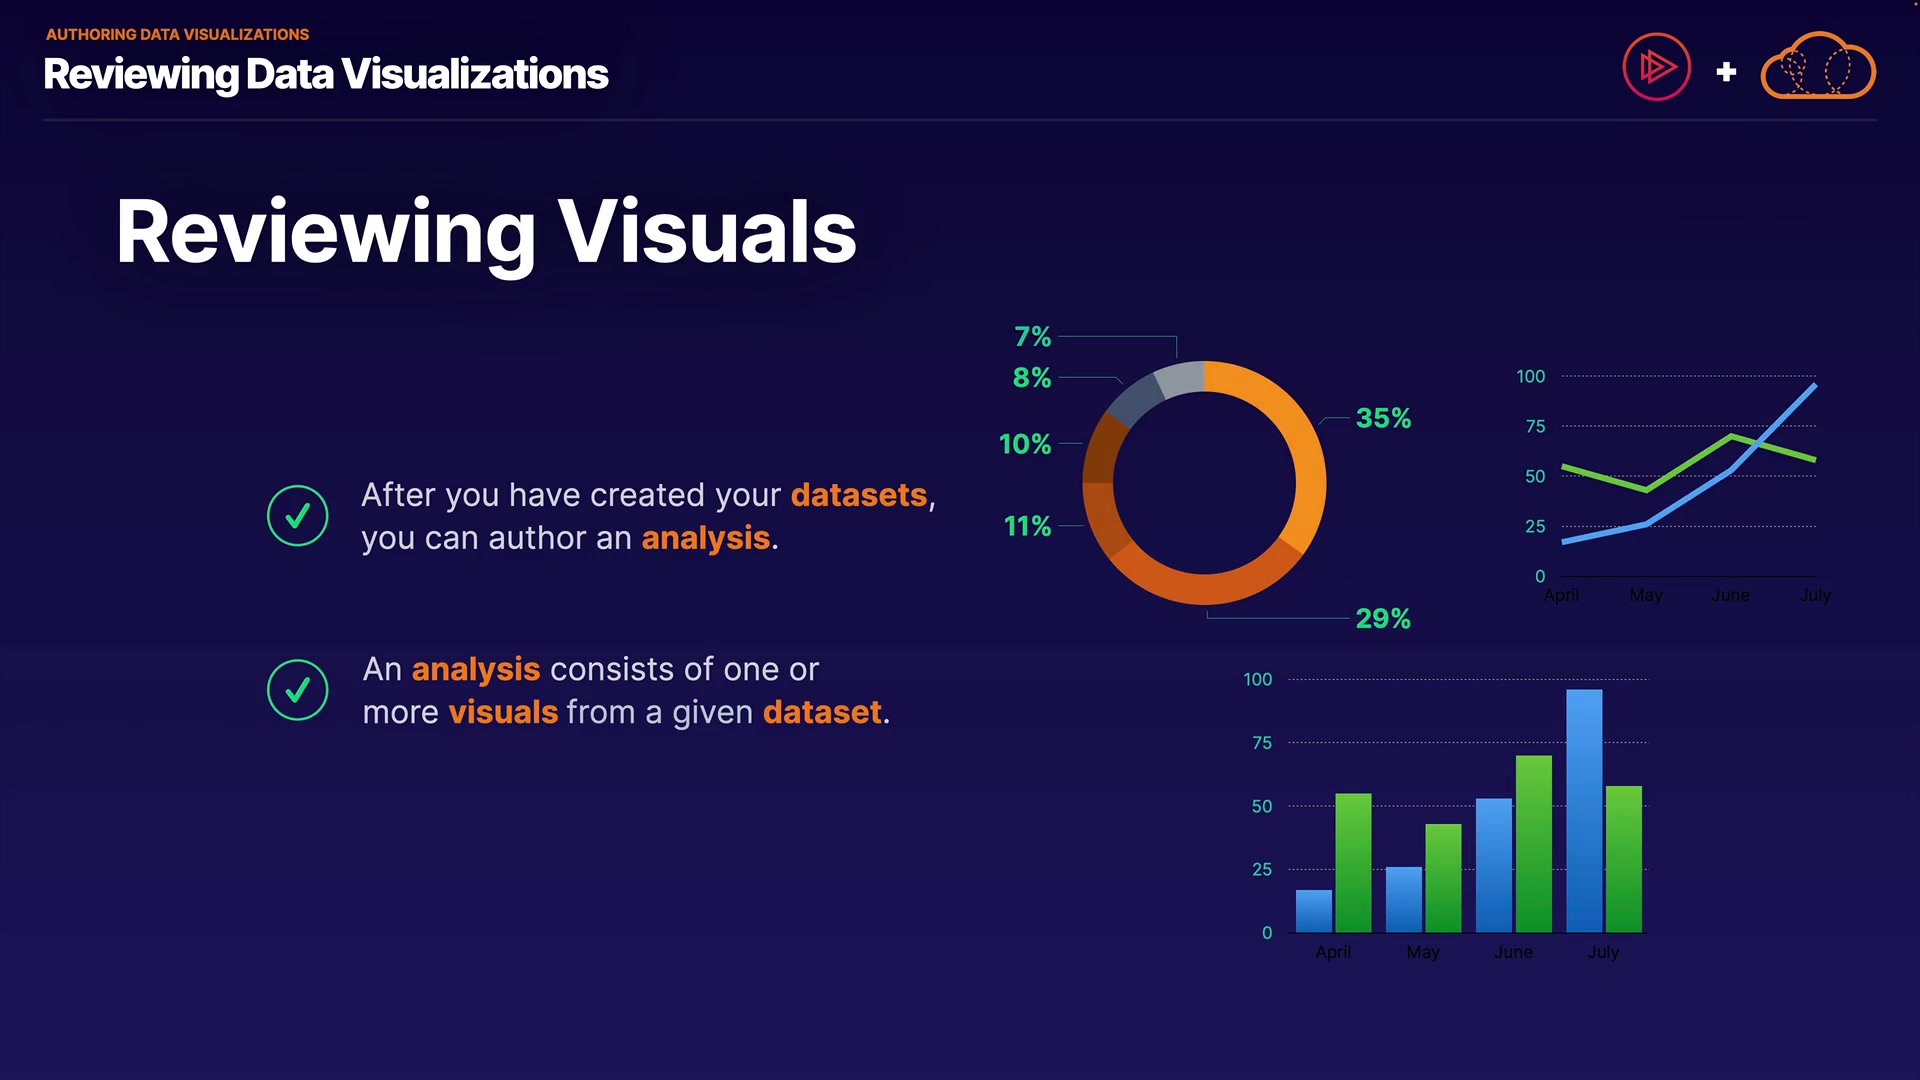 AUTHORING DATA VISUALIZATIONS
Reviewing Data Visualizations
+
Reviewing Visuals
After you have created your datasets,
you can author an analysis.
An analysis consists of one or
more visuals from a given dataset.
7%
8%
10%
11%
35%
29%
100
75
50
25
0
April May June July
100
75
50
25
0
April May June July